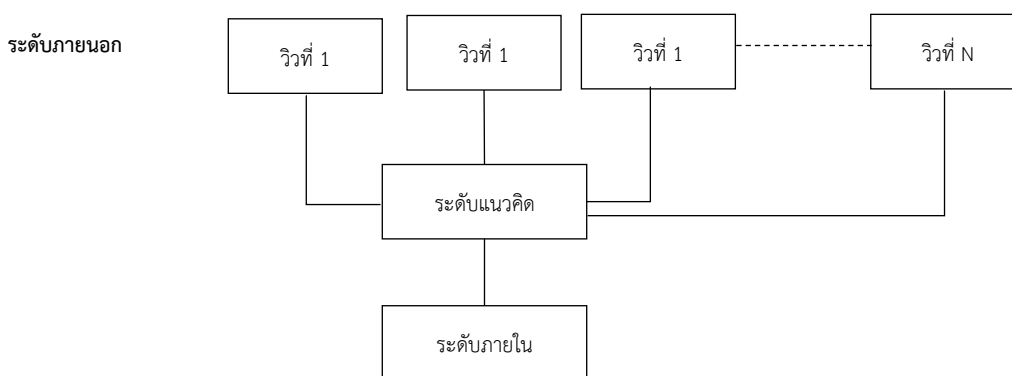 ระดับภายนอก
วิวที่ 1
วิวที่ 1
วิวที่ 1
วิวที่ N
ระดับแนวคิด
ระดับภายใน